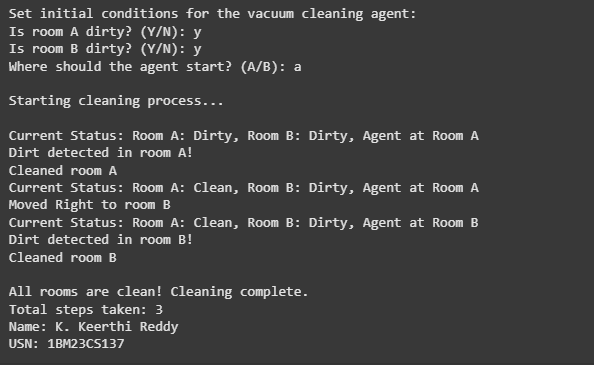 Set initial conditions for the vacuum cleaning agent:
Is room A dirty? (Y/N): y
Is room B dirty? (Y/N): y
Where should the agent start? (A/B): a
Starting cleaning process...
Current Status: Room A: Dirty, Room B: Dirty, Agent at Room A
Dirt detected in room A!
Cleaned room A
Current Status: Room A: Clean, Room B: Dirty, Agent at Room A
Moved Right to room B
Current Status: Room A: Clean, Room B: Dirty, Agent at Room B
Dirt detected in room B!
Cleaned room B
All rooms are clean! Cleaning complete.
Total steps taken: 3
Name: K. Keerthi Reddy
USN: 1BM23CS137